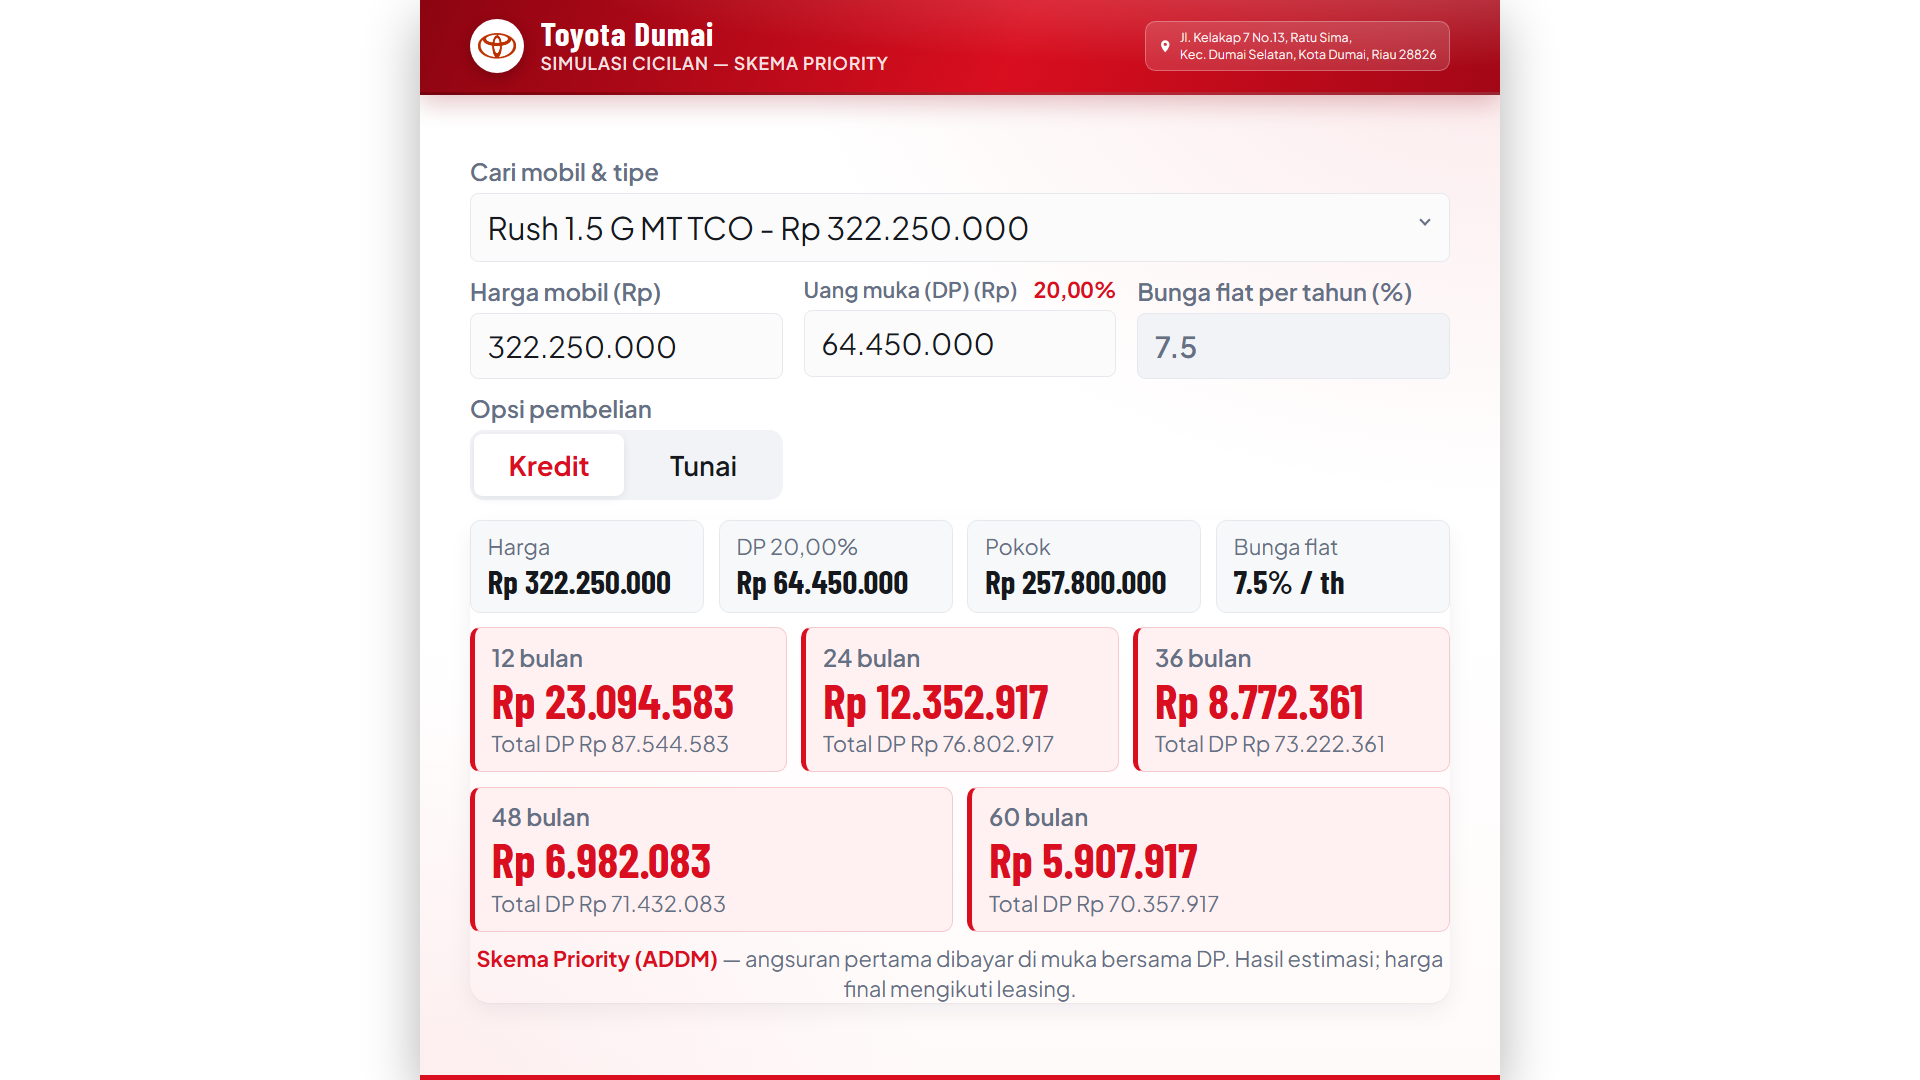 Toyota Dumai
SIMULASI CICILAN — SKEMA PRIORITY
Jl. Kelakap 7 No.13, Ratu Sima,
Kec. Dumai Selatan, Kota Dumai, Riau 28826
Cari mobil & tipe
Rush 1.5 G MT TCO - Rp 322.250.000
Harga mobil (Rp)
322.250.000
Uang muka (DP) (Rp) 20,00%
64.450.000
Bunga flat per tahun (%)
7.5
Opsi pembelian
Kredit
Tunai
Harga
Rp 322.250.000
DP 20,00%
Rp 64.450.000
Pokok
Rp 257.800.000
Bunga flat
7.5% / th
12 bulan
Rp 23.094.583
Total DP Rp 87.544.583
24 bulan
Rp 12.352.917
Total DP Rp 76.802.917
36 bulan
Rp 8.772.361
Total DP Rp 73.222.361
48 bulan
Rp 6.982.083
Total DP Rp 71.432.083
60 bulan
Rp 5.907.917
Total DP Rp 70.357.917
Skema Priority (ADDM) — angsuran pertama dibayar di muka bersama DP. Hasil estimasi; harga
final mengikuti leasing.